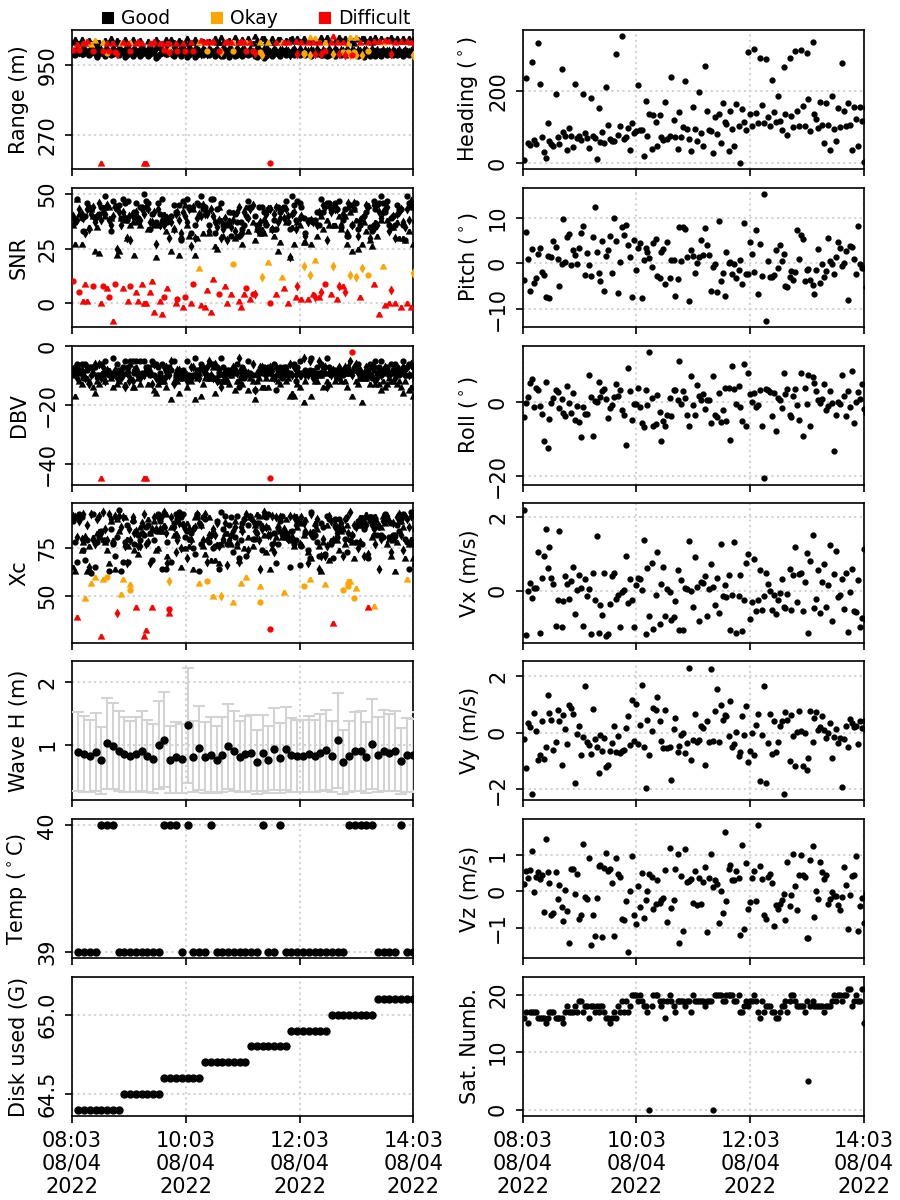 Good Okay Difficult
Range (m)
950
270
Heading (°)
200
0
SNR
50
25
0
Pitch (°)
10
0
−10
DBV
0
−20
−40
Roll (°)
0
−20
Xc
75
50
Vx (m/s)
2
0
Wave H (m)
2
1
Vy (m/s)
2
0
−2
Temp (°C)
40
39
Vz (m/s)
1
0
−1
Disk used (G)
65.0
64.5
Sat. Numb.
20
10
0
08:03 10:03 12:03 14:03 08:03 10:03 12:03 14:03
08/04 08/04 08/04 08/04 08/04 08/04 08/04 08/04
2022 2022 2022 2022 2022 2022 2022 2022